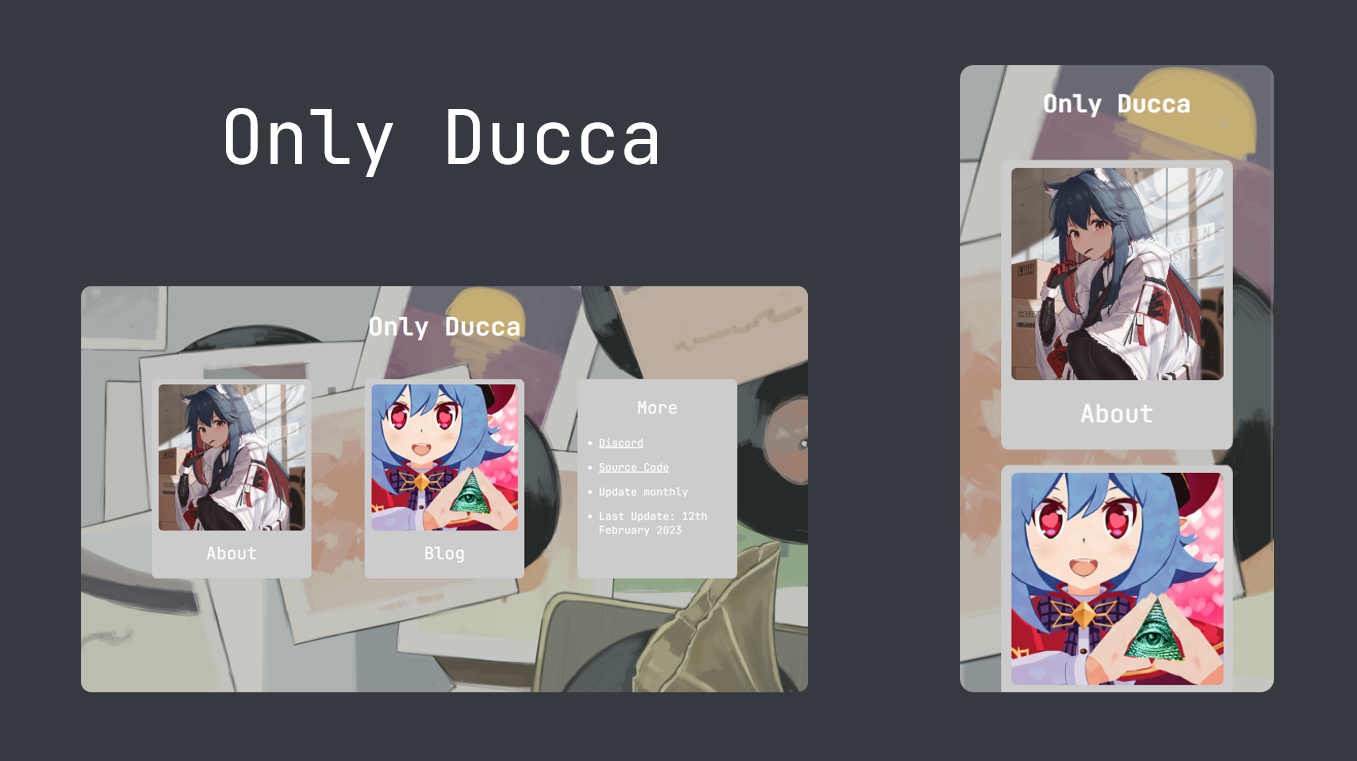 Only Ducca
Only Ducca
About
Blog
More
Discord
Source Code
Update monthly
Last Update: 12th
February 2023
Only Ducca
About